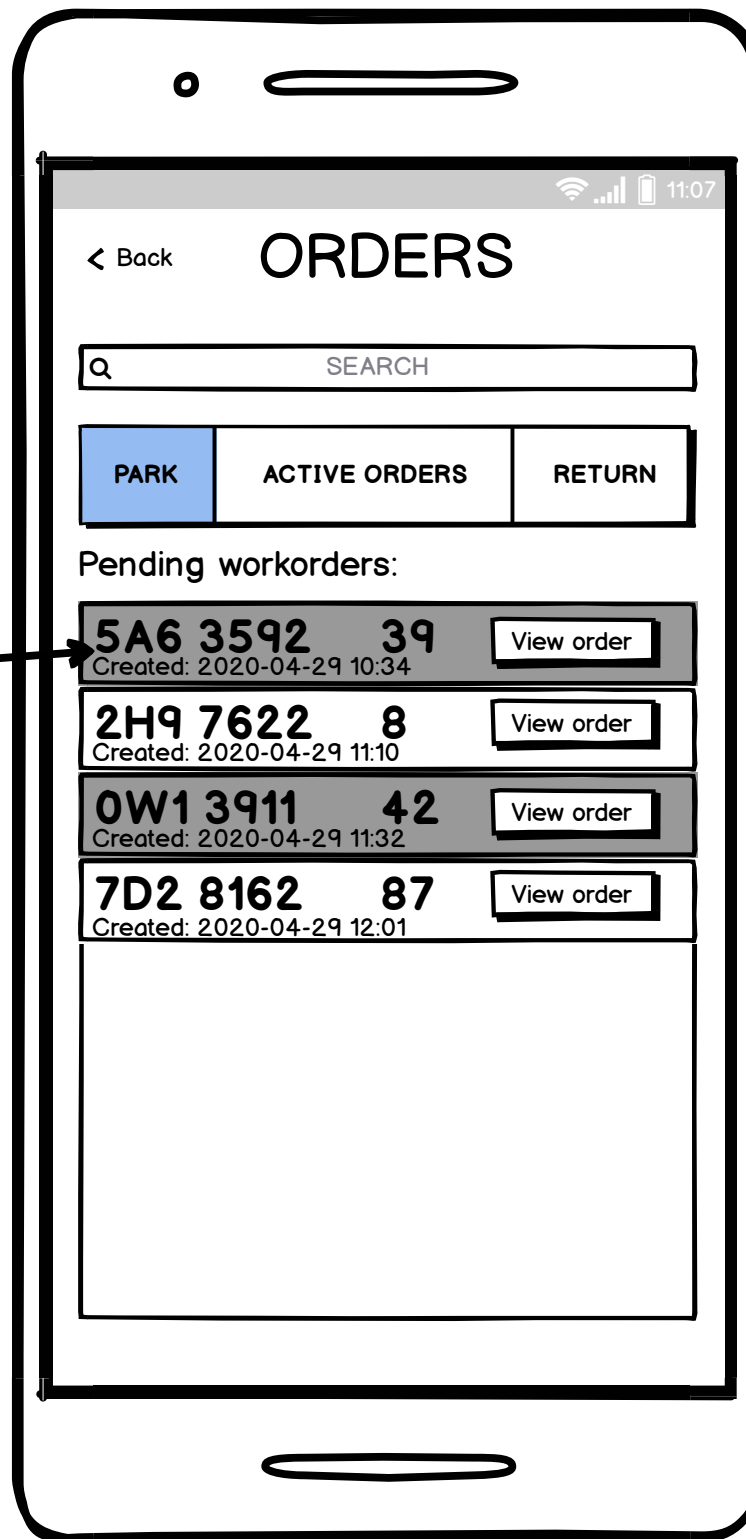 11:07
Back ORDERS
SEARCH
PARK ACTIVE ORDERS RETURN
Pending workorders:
5A6 3592 39 View order
Created: 2020-04-29 10:34
2H9 7622 8 View order
Created: 2020-04-29 11:10
0W1 3911 42 View order
Created: 2020-04-29 11:32
7D2 8162 87 View order
Created: 2020-04-29 12:01